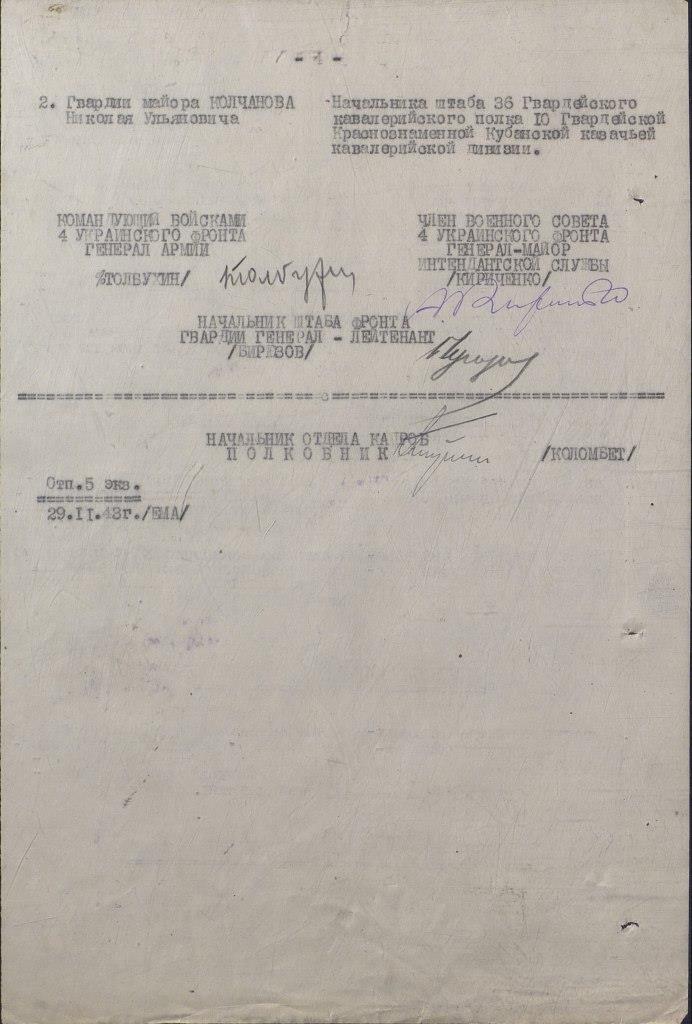 - 4 -
2. Гвардии майора КОЛЧАНОВА
Николая Ульяновича
-Начальника штаба 36 Гвардейского
кавалерийского полка 10 Гвардейской
Краснознаменной Кубанской казачьей
кавалерийской дивизии.
КОМАНДУЮЩИЙ ВОЙСКАМИ
4 УКРАИНСКОГО ФРОНТА
ГЕНЕРАЛ АРМИИ
/ТОЛБУХИН/
ЧЛЕН ВОЕННОГО СОВЕТА
4 УКРАИНСКОГО ФРОНТА
ГЕНЕРАЛ-МАЙОР
ИНТЕНДАНТСКОЙ СЛУЖБЫ
/КИРИЧЕНКО/
НАЧАЛЬНИК ШТАБА ФРОНТА
ГВАРДИИ ГЕНЕРАЛ - ЛЕЙТЕНАНТ
/БИРЯЗОВ/
НАЧАЛЬНИК ОТДЕЛА КАДРОВ
ПОЛКОВНИК
/КОЛОМБЕТ/
Отп.5 экз.
29.II.43г./ЕМА/